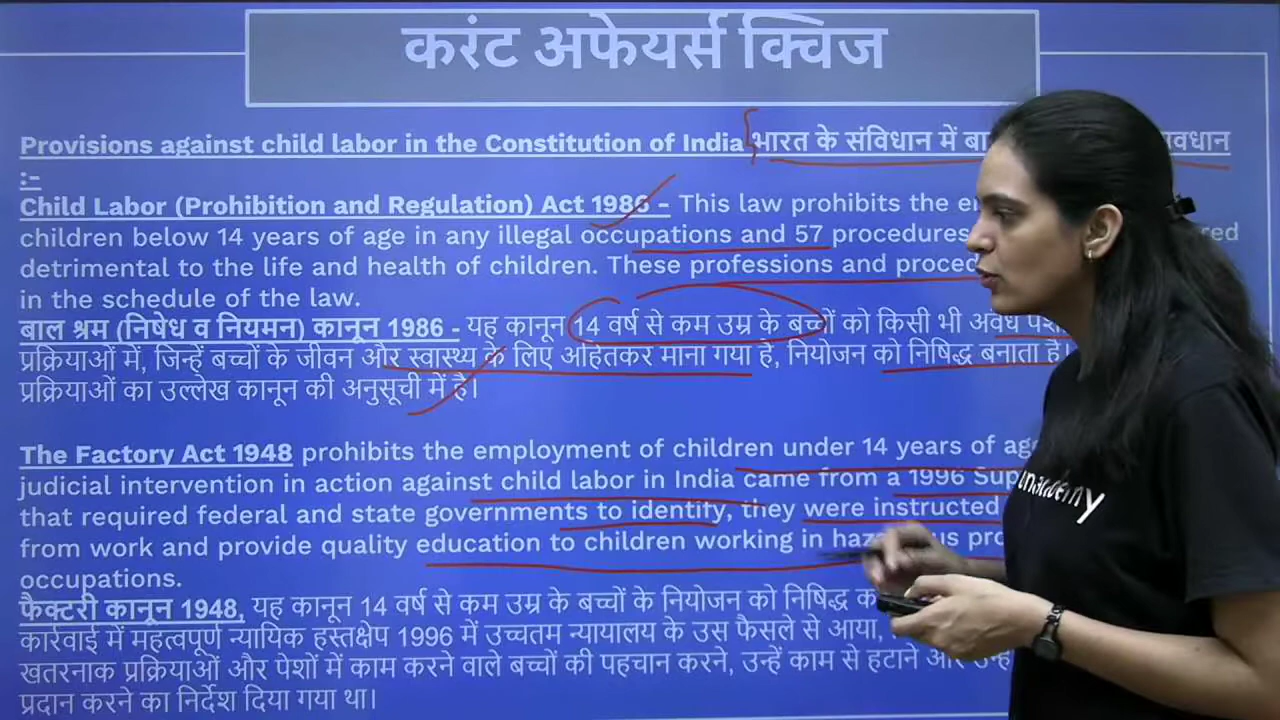 करंट अफेयर्स क्विज
Provisions against child labor in the Constitution of India भारत के संविधान में
:-
Child Labor (Prohibition and Regulation) Act 1986 - This law prohibits the
children below 14 years of age in any illegal occupations and 57 procedures
detrimental to the life and health of children. These professions and
in the schedule of the law.
बाल श्रम (निषेध व नियमन) कानून 1986 - यह कानून 14 वर्ष से कम उम्र के बच्चों को किसी भी अवैध
प्रक्रियाओं में, जिन्हें बच्चों के जीवन और स्वास्थ्य के लिए अहितकर माना गया है, नियोजन को निषिद्ध बनाता है।
प्रक्रियाओं का उल्लेख कानून की अनुसूची में है।
The Factory Act 1948 prohibits the employment of children under 14 years of
judicial intervention in action against child labor in India came from a 1996
that required federal and state governments to identify, they were instructed
from work and provide quality education to children working in
occupations.
फैक्टरी कानून 1948, यह कानून 14 वर्ष से कम उम्र के बच्चों के नियोजन को निषिद्ध
कार्रवाई में महत्वपूर्ण न्यायिक हस्तक्षेप 1996 में उच्चतम न्यायालय के उस फैसले से आया,
खतरनाक प्रक्रियाओं और पेशों में काम करने वाले बच्चों की पहचान करने, उन्हें काम से हटाने और
प्रदान करने का निर्देश दिया गया था।
unacademy